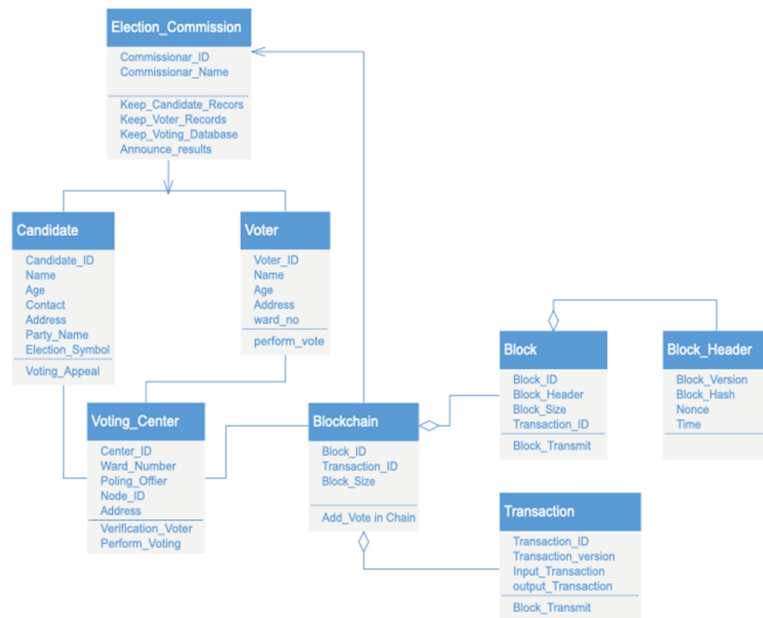 Election_Commission
Commissionar_ID
Commissionar_Name
Keep_Candidate_Recors
Keep_Voter_Records
Keep_Voting_Database
Announce_results
Candidate
Candidate_ID
Name
Age
Contact
Address
Party_Name
Election_Symbol
Voting_Appeal
Voter
Voter_ID
Name
Age
Address
ward_no
perform_vote
Voting_Center
Center_ID
Ward_Number
Poling_Offier
Node_ID
Address
Verification_Voter
Perform_Voting
Blockchain
Block_ID
Transaction_ID
Block_Size
Add_Vote in Chain
Block
Block_ID
Block_Header
Block_Size
Transaction_ID
Block_Transmit
Block_Header
Block_Version
Block_Hash
Nonce
Time
Transaction
Transaction_ID
Transaction_version
Input_Transaction
output_Transaction
Block_Transmit